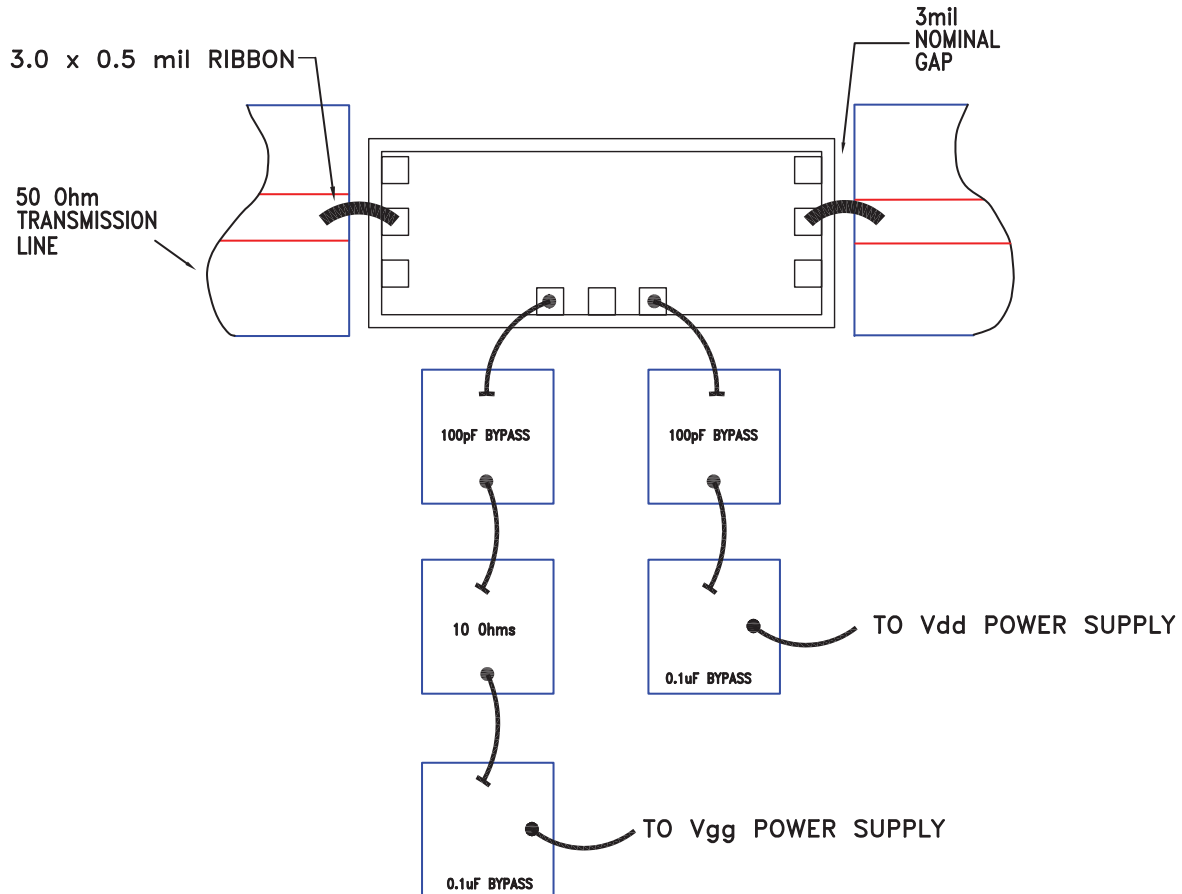 3mil
NOMINAL
GAP
3.0 x 0.5 mil RIBBON
50 Ohm
TRANSMISSION
LINE
100pF BYPASS
100pF BYPASS
10 Ohms
TO Vdd POWER SUPPLY
0.1uF BYPASS
TO Vgg POWER SUPPLY
0.1uF BYPASS